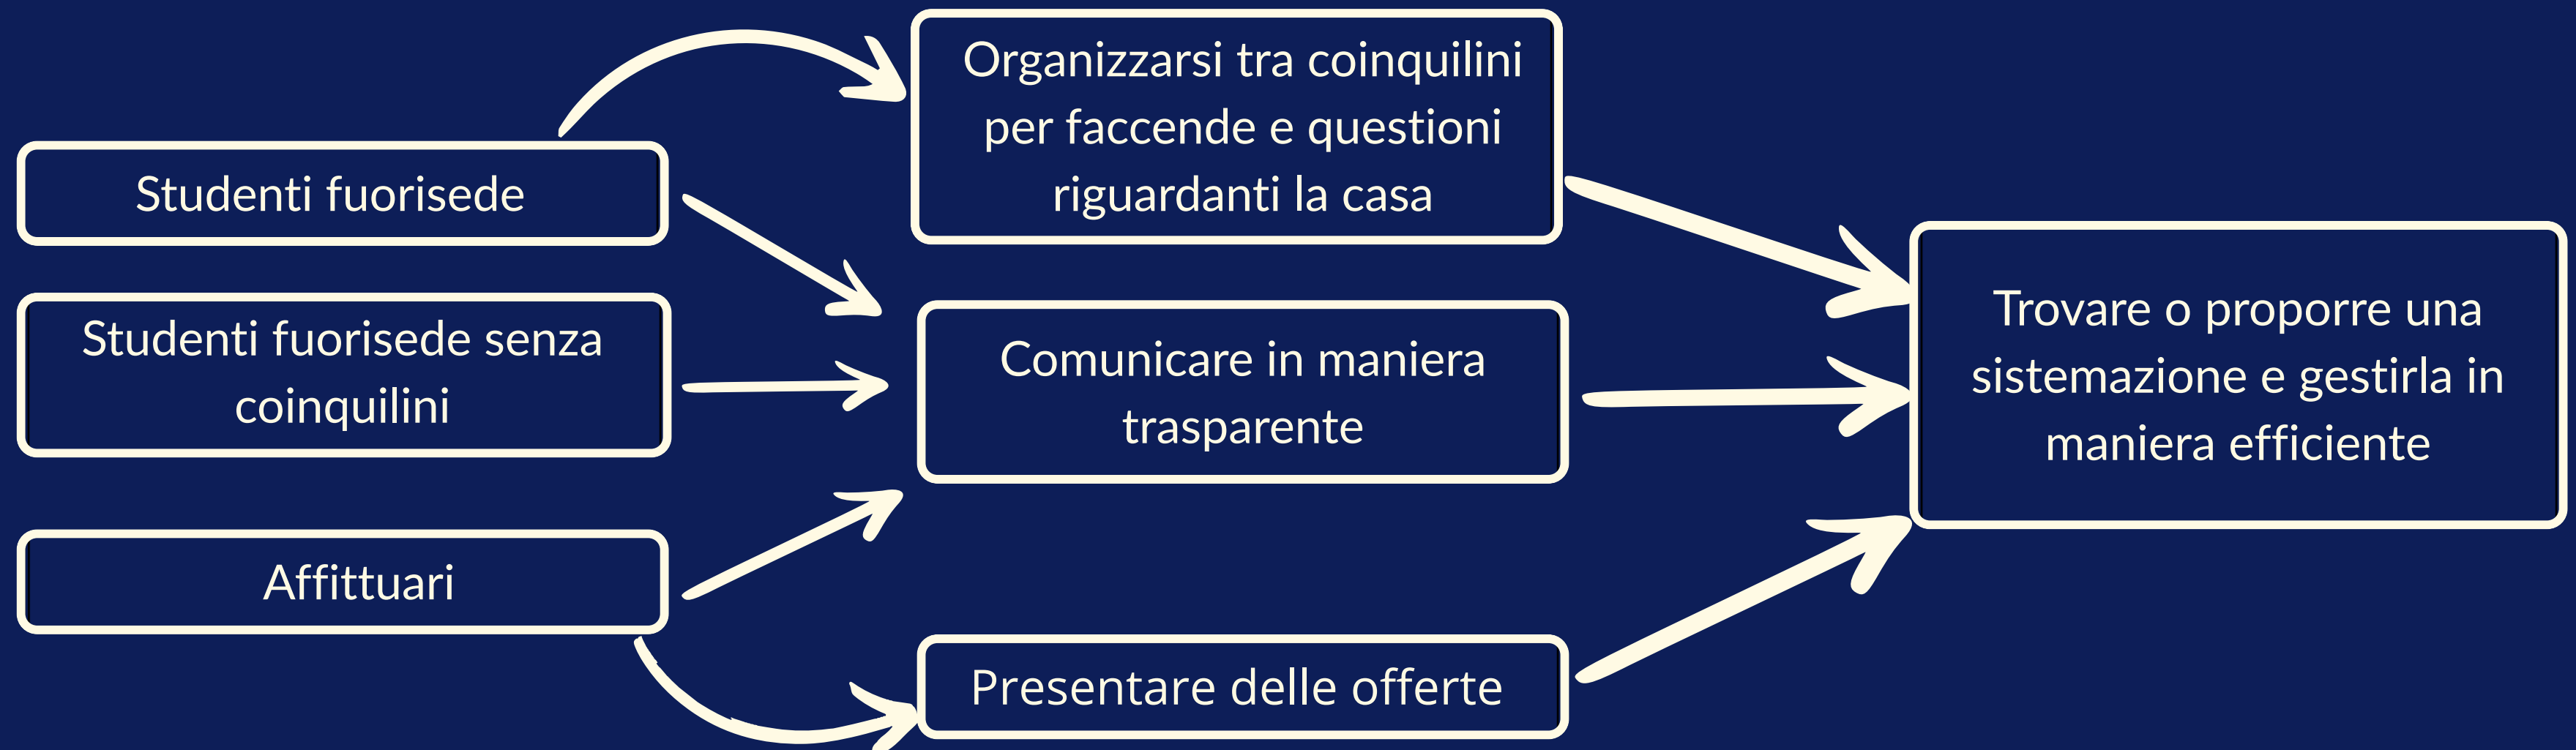 Studenti fuorisede
Studenti fuorisede senza
coinquilini
Affittuari
Organizzarsi tra coinquilini
per faccende e questioni
riguardanti la casa
Comunicare in maniera
trasparente
Presentare delle offerte
Trovare o proporre una
sistemazione e gestirla in
maniera efficiente